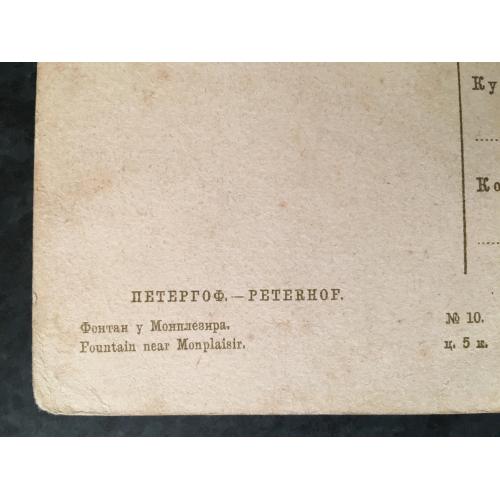 Ку
Ко
ПЕТЕРГОФ. — PETERHOF.
Фонтан у Монплезира.
Fountain near Monplaisir.
№ 10.
ц. 5 к.